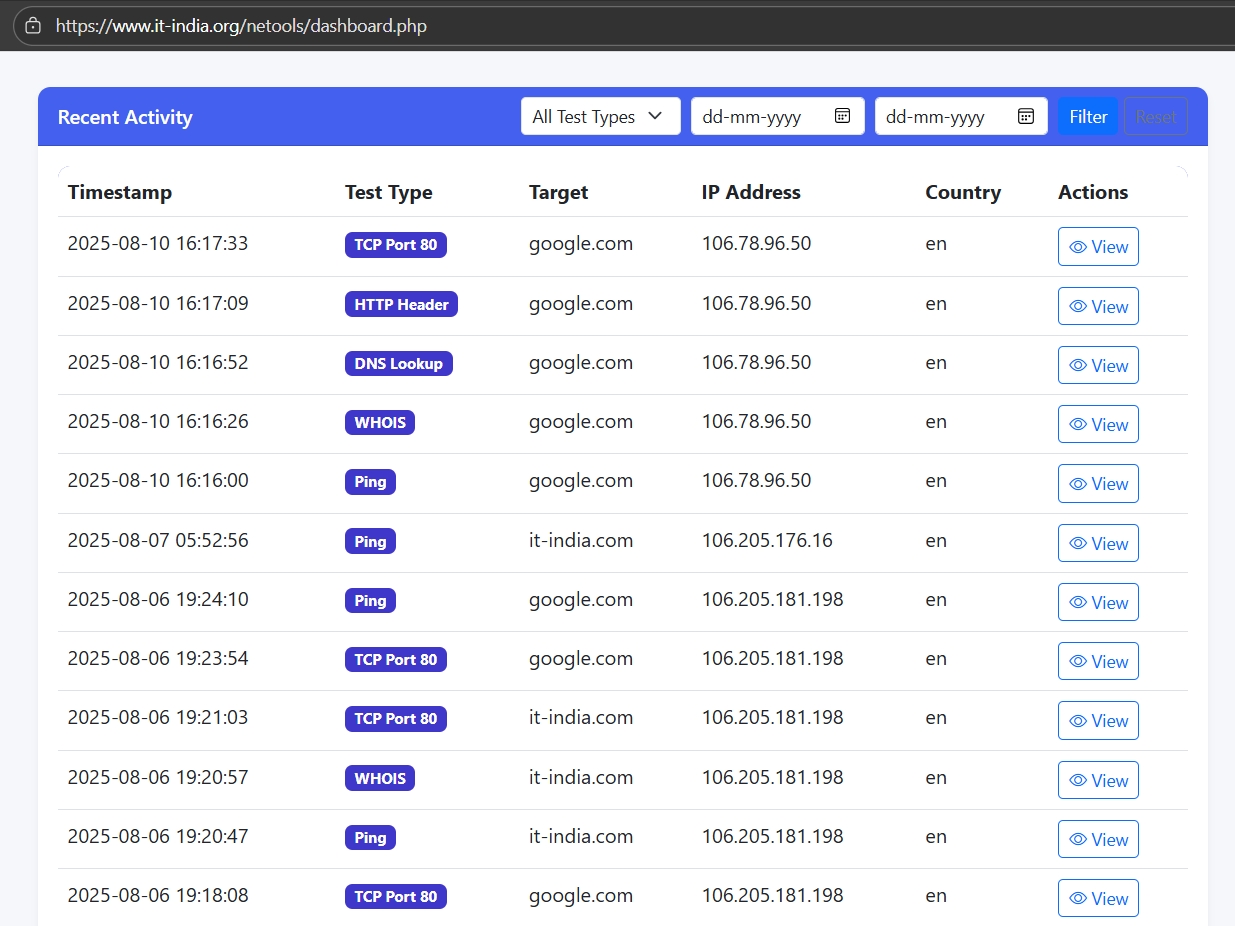 https://www.it-india.org/netools/dashboard.php
Recent Activity All Test Types dd-mm-yyyy dd-mm-yyyy Filter Reset
Timestamp Test Type Target IP Address Country Actions
2025-08-10 16:17:33 TCP Port 80 google.com 106.78.96.50 en View
2025-08-10 16:17:09 HTTP Header google.com 106.78.96.50 en View
2025-08-10 16:16:52 DNS Lookup google.com 106.78.96.50 en View
2025-08-10 16:16:26 WHOIS google.com 106.78.96.50 en View
2025-08-10 16:16:00 Ping google.com 106.78.96.50 en View
2025-08-07 05:52:56 Ping it-india.com 106.205.176.16 en View
2025-08-06 19:24:10 Ping google.com 106.205.181.198 en View
2025-08-06 19:23:54 TCP Port 80 google.com 106.205.181.198 en View
2025-08-06 19:21:03 TCP Port 80 it-india.com 106.205.181.198 en View
2025-08-06 19:20:57 WHOIS it-india.com 106.205.181.198 en View
2025-08-06 19:20:47 Ping it-india.com 106.205.181.198 en View
2025-08-06 19:18:08 TCP Port 80 google.com 106.205.181.198 en View